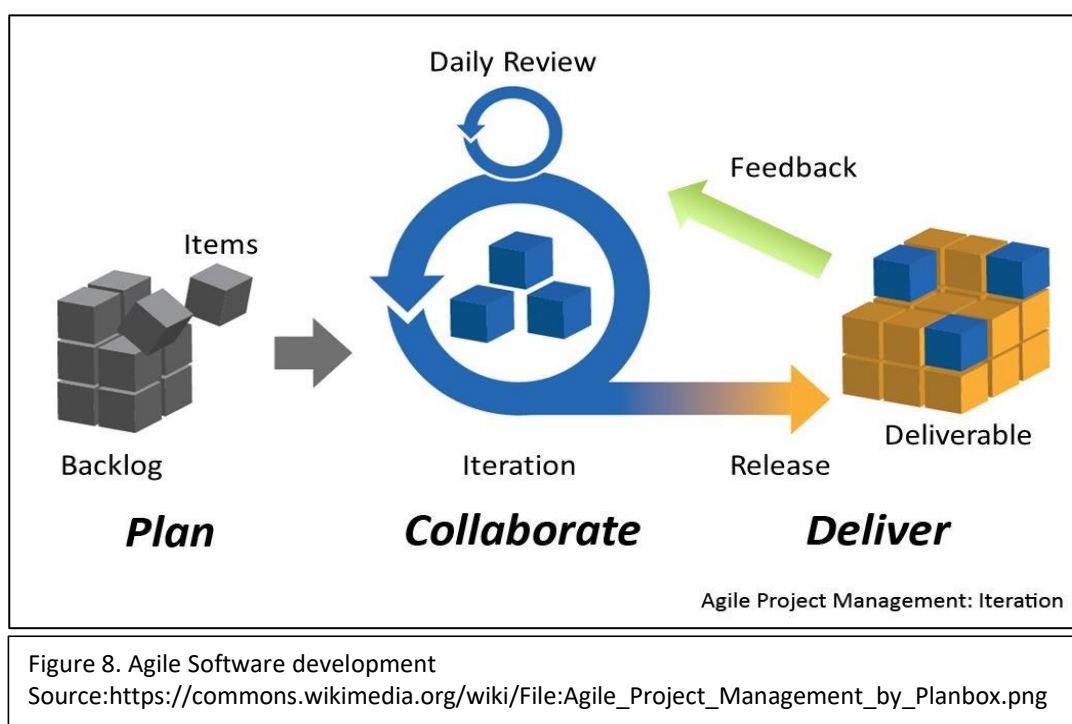 Daily Review
Feedback
Items
Backlog
Iteration
Release
Deliverable
Plan
Collaborate
Deliver
Agile Project Management: Iteration
Figure 8. Agile Software development
Source:https://commons.wikimedia.org/wiki/File:Agile_Project_Management_by_Planbox.png